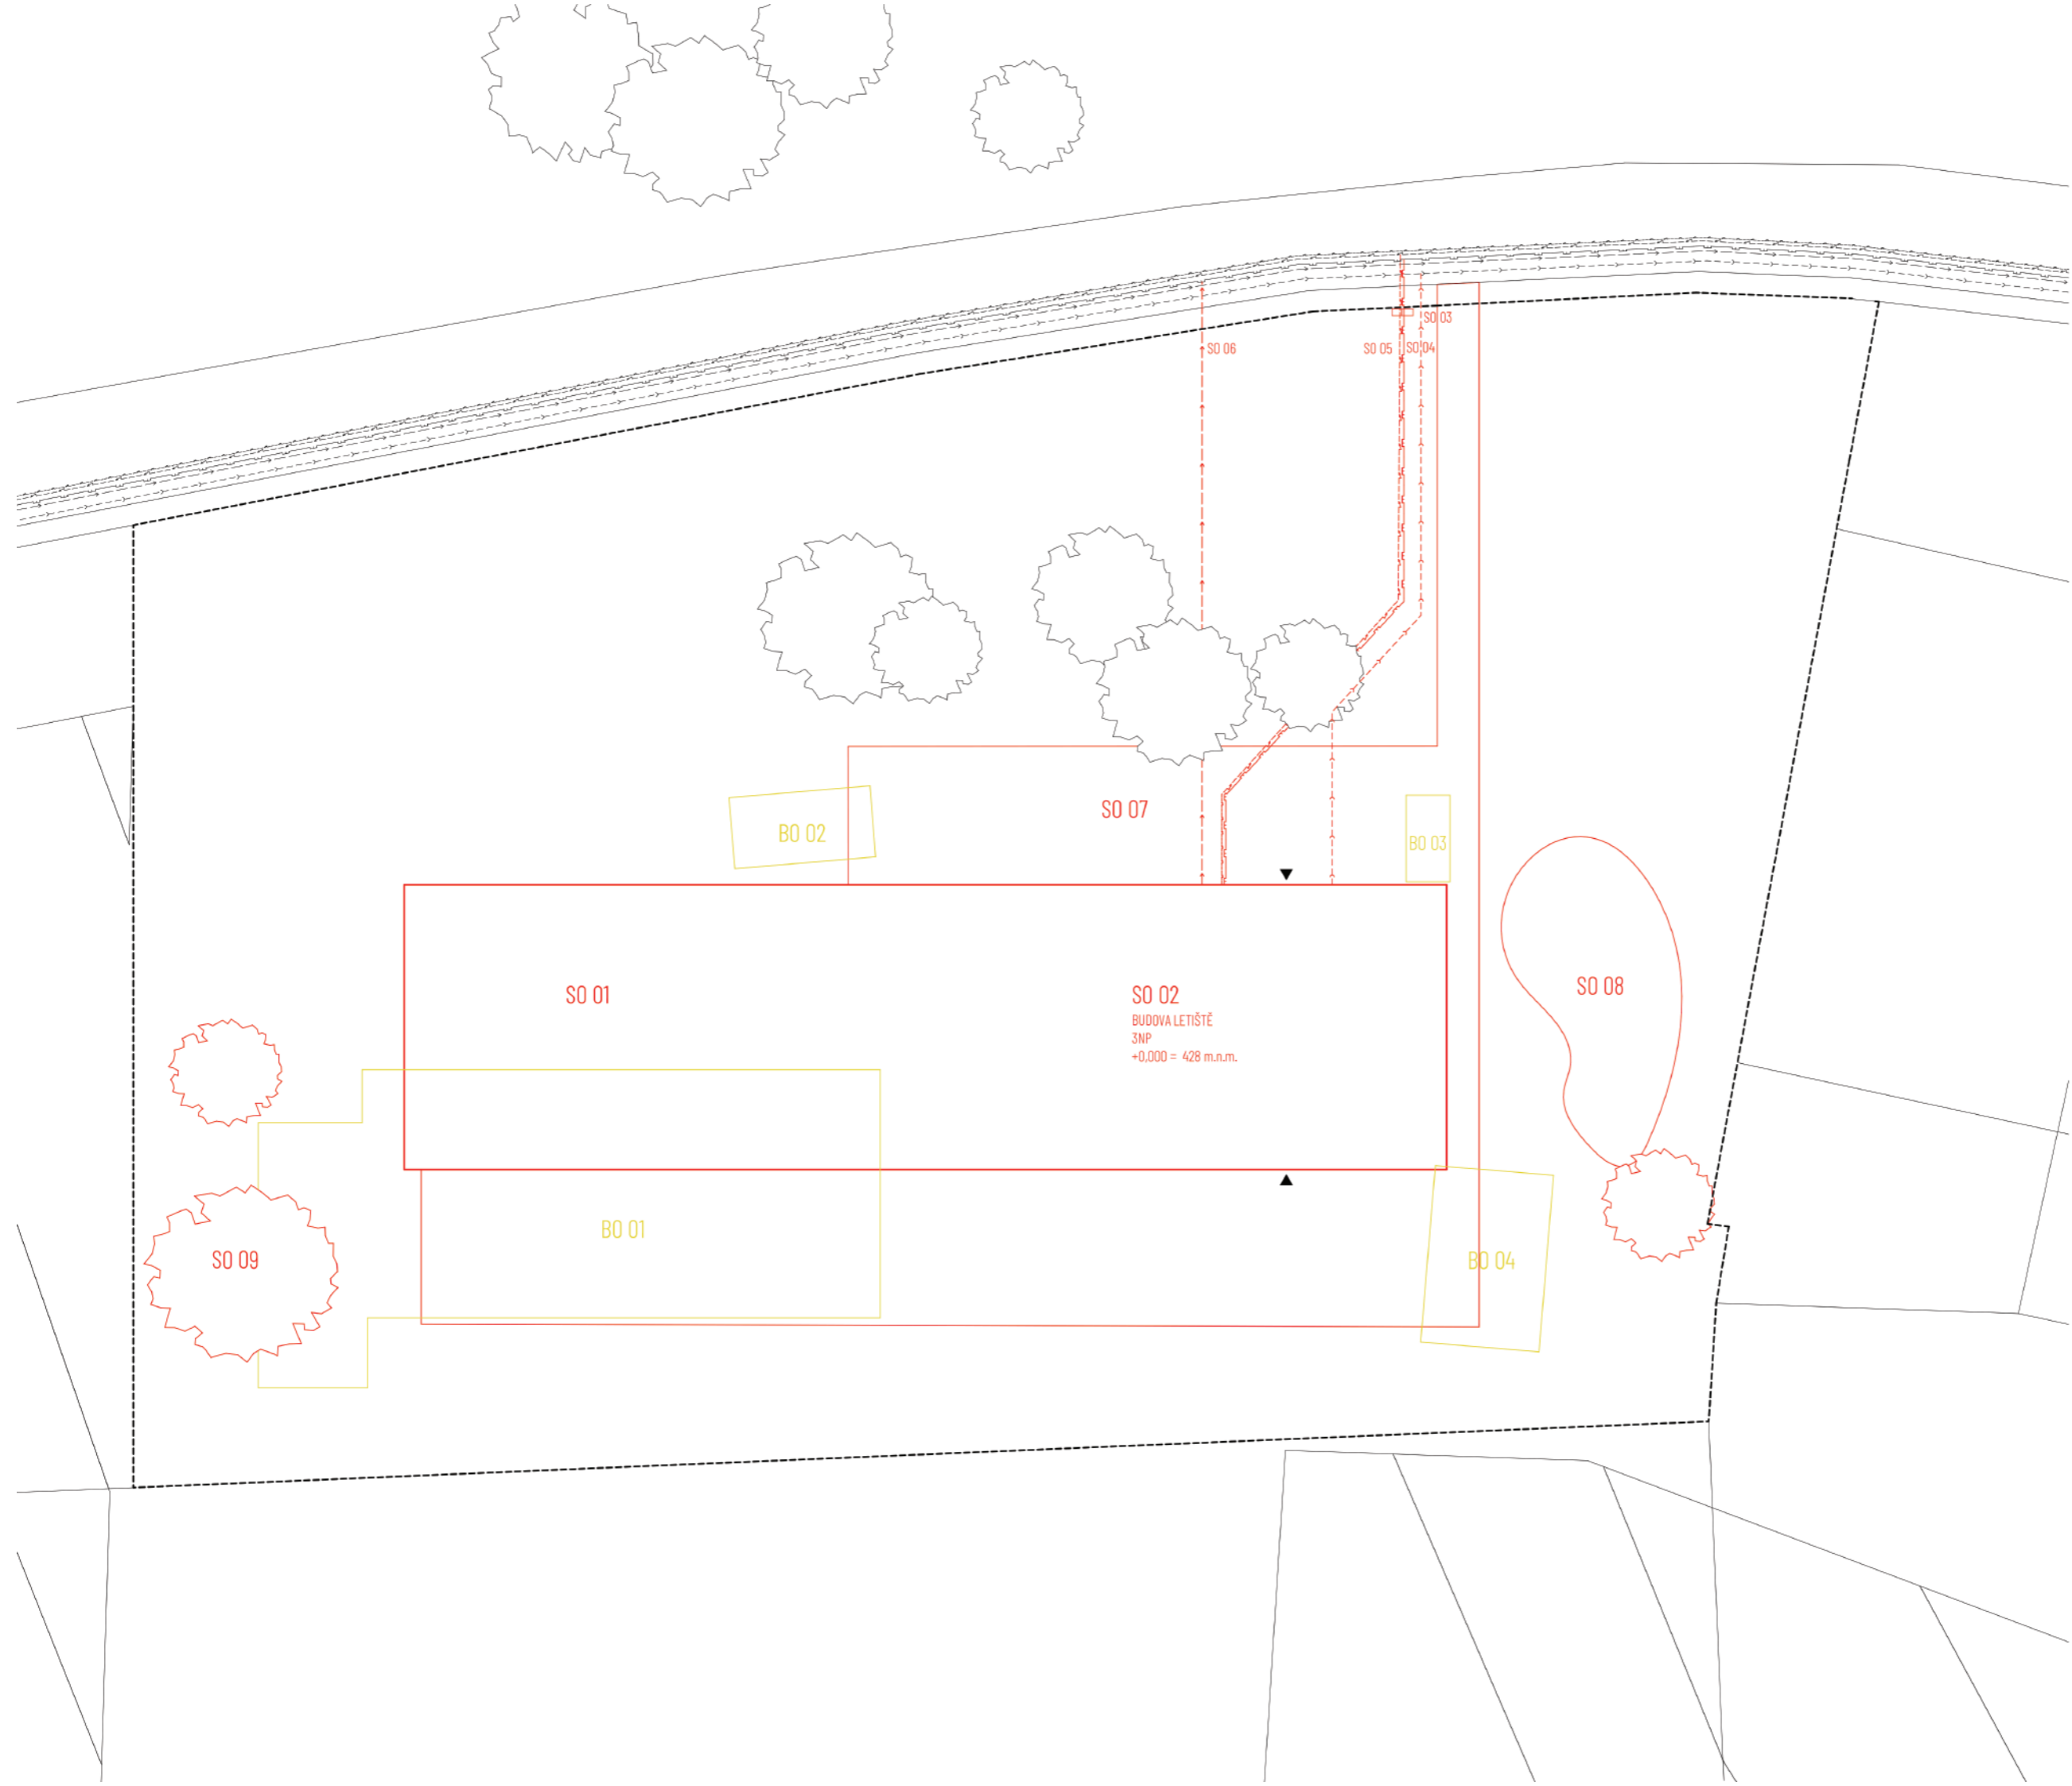 SO 03
SO 06
SO 05
SO 04
SO 07
BO 02
BO 03
SO 08
SO 01
SO 02
BUDOVA LETIŠTĚ
3NP
+0,000 = 428 m.n.m.
BO 01
SO 09
BO 04